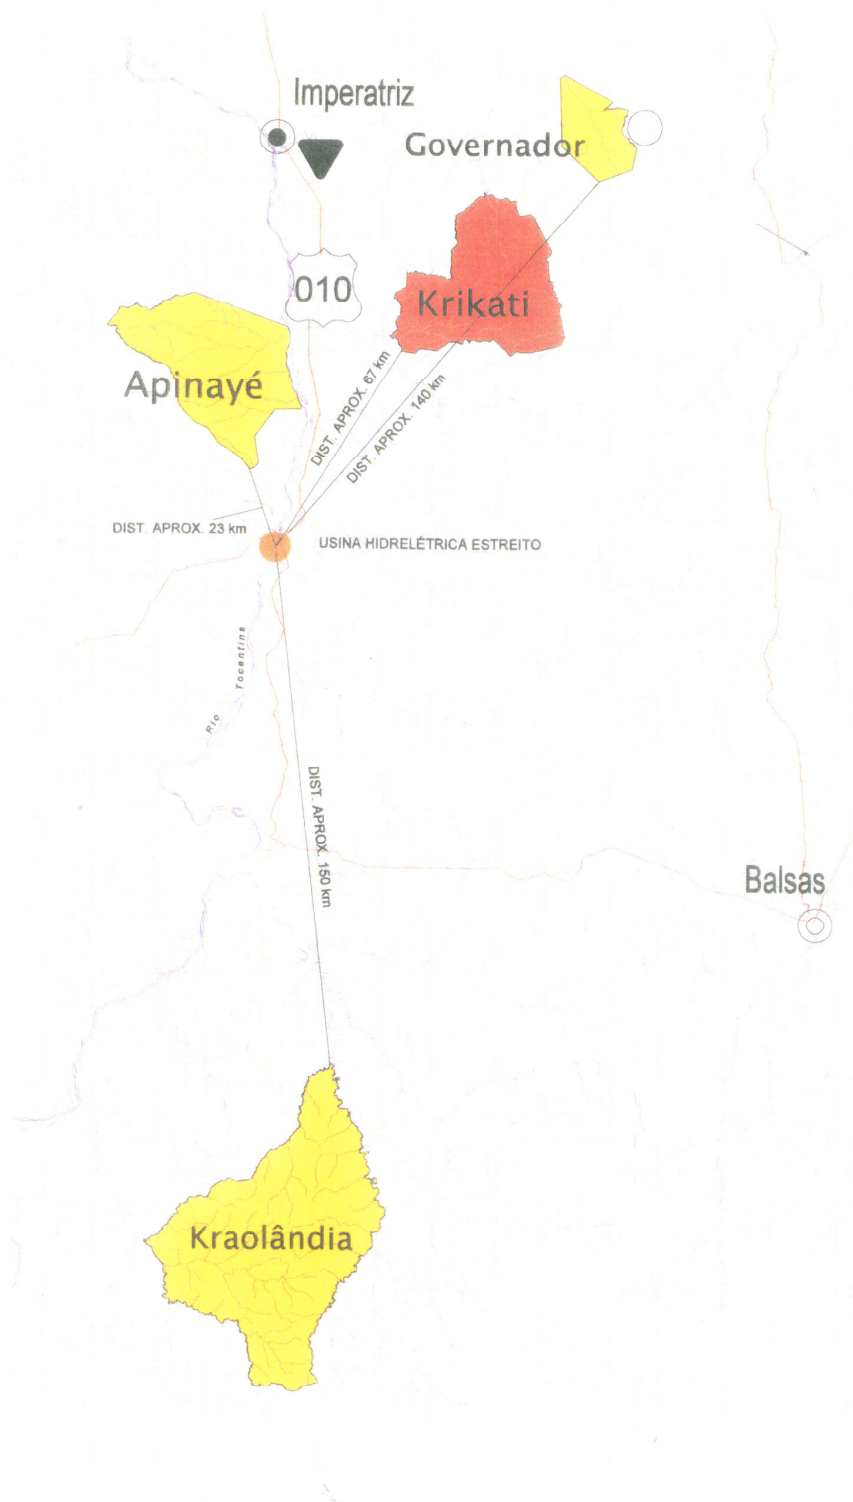 Imperatriz
Governador
010
Krikati
Apinayé
DIST. APROX. 67 km
DIST. APROX. 140 km
DIST. APROX. 23 km
USINA HIDRELÉTRICA ESTREITO
Rio Tocantins
DIST. APROX. 150 km
Balsas
Kraolândia